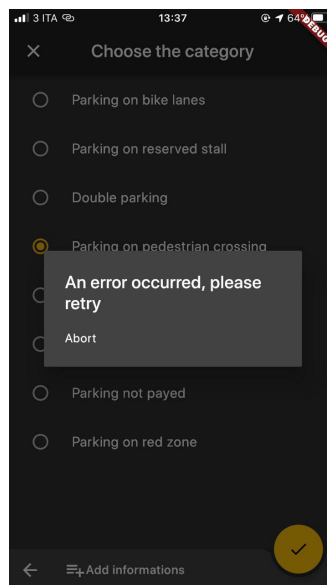 3 ITA 13:37 64%
DEBUG
Choose the category
Parking on bike lanes
Parking on reserved stall
Double parking
Parking on pedestrian crossing
An error occurred, please
retry
Abort
Parking not payed
Parking on red zone
Add informations